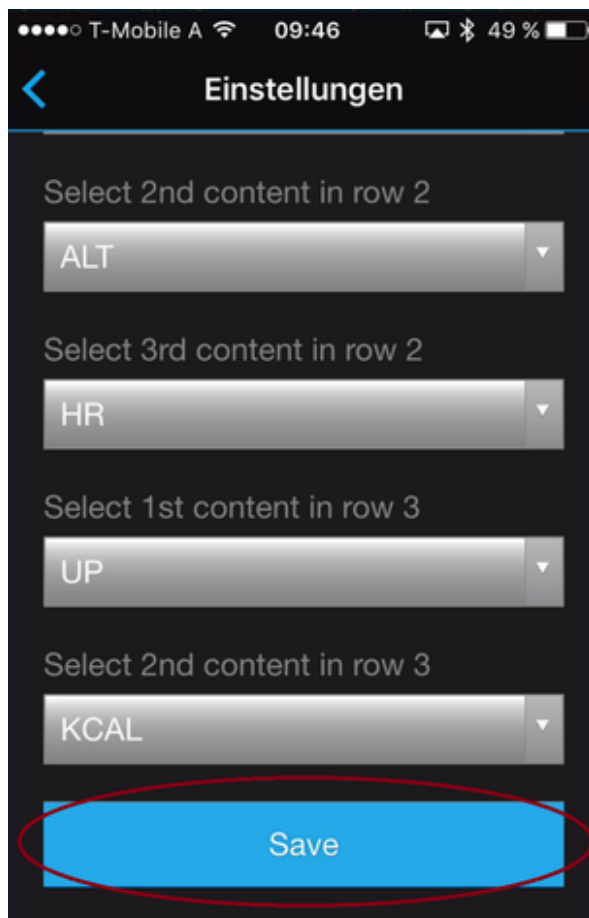 T-Mobile A 09:46 49 %
Einstellungen
Select 2nd content in row 2
ALT
Select 3rd content in row 2
HR
Select 1st content in row 3
UP
Select 2nd content in row 3
KCAL
Save